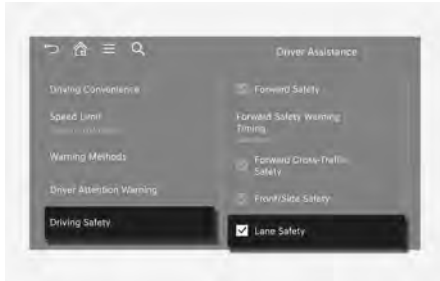 Driver Assistance
Driving Convenience
Speed Limit
Warning Methods
Driver Attention Warning
Driving Safety
Forward Safety
Forward Safety Warning
Timing
Forward Cross-Traffic
Safety
Front/Side Safety
Lane Safety